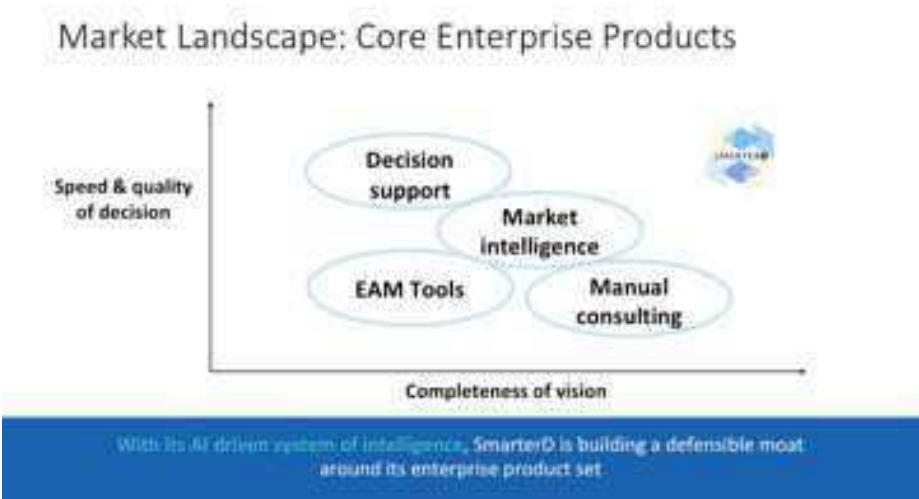 Market Landscape: Core Enterprise Products
Speed & quality
of decision
Decision
support
Market
intelligence
EAM Tools
Manual
consulting
SMARTERD
Completeness of vision
With its AI driven system of intelligence, SmarterD is building a defensible moat
around its enterprise product set